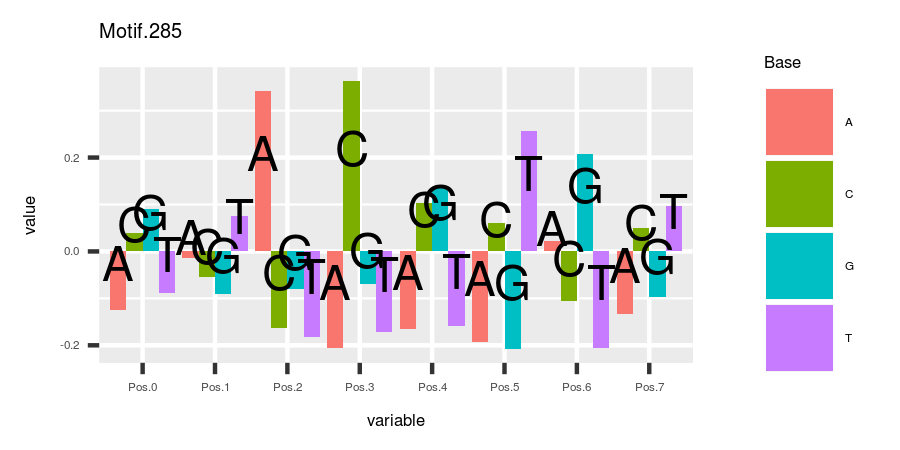 Motif.285
value
0.2
0.0
-0.2
A C G T A C G T A C G T A C G T A C G T A C G T A C G T A C G T
Pos.0 Pos.1 Pos.2 Pos.3 Pos.4 Pos.5 Pos.6 Pos.7
variable
Base
A
C
G
T